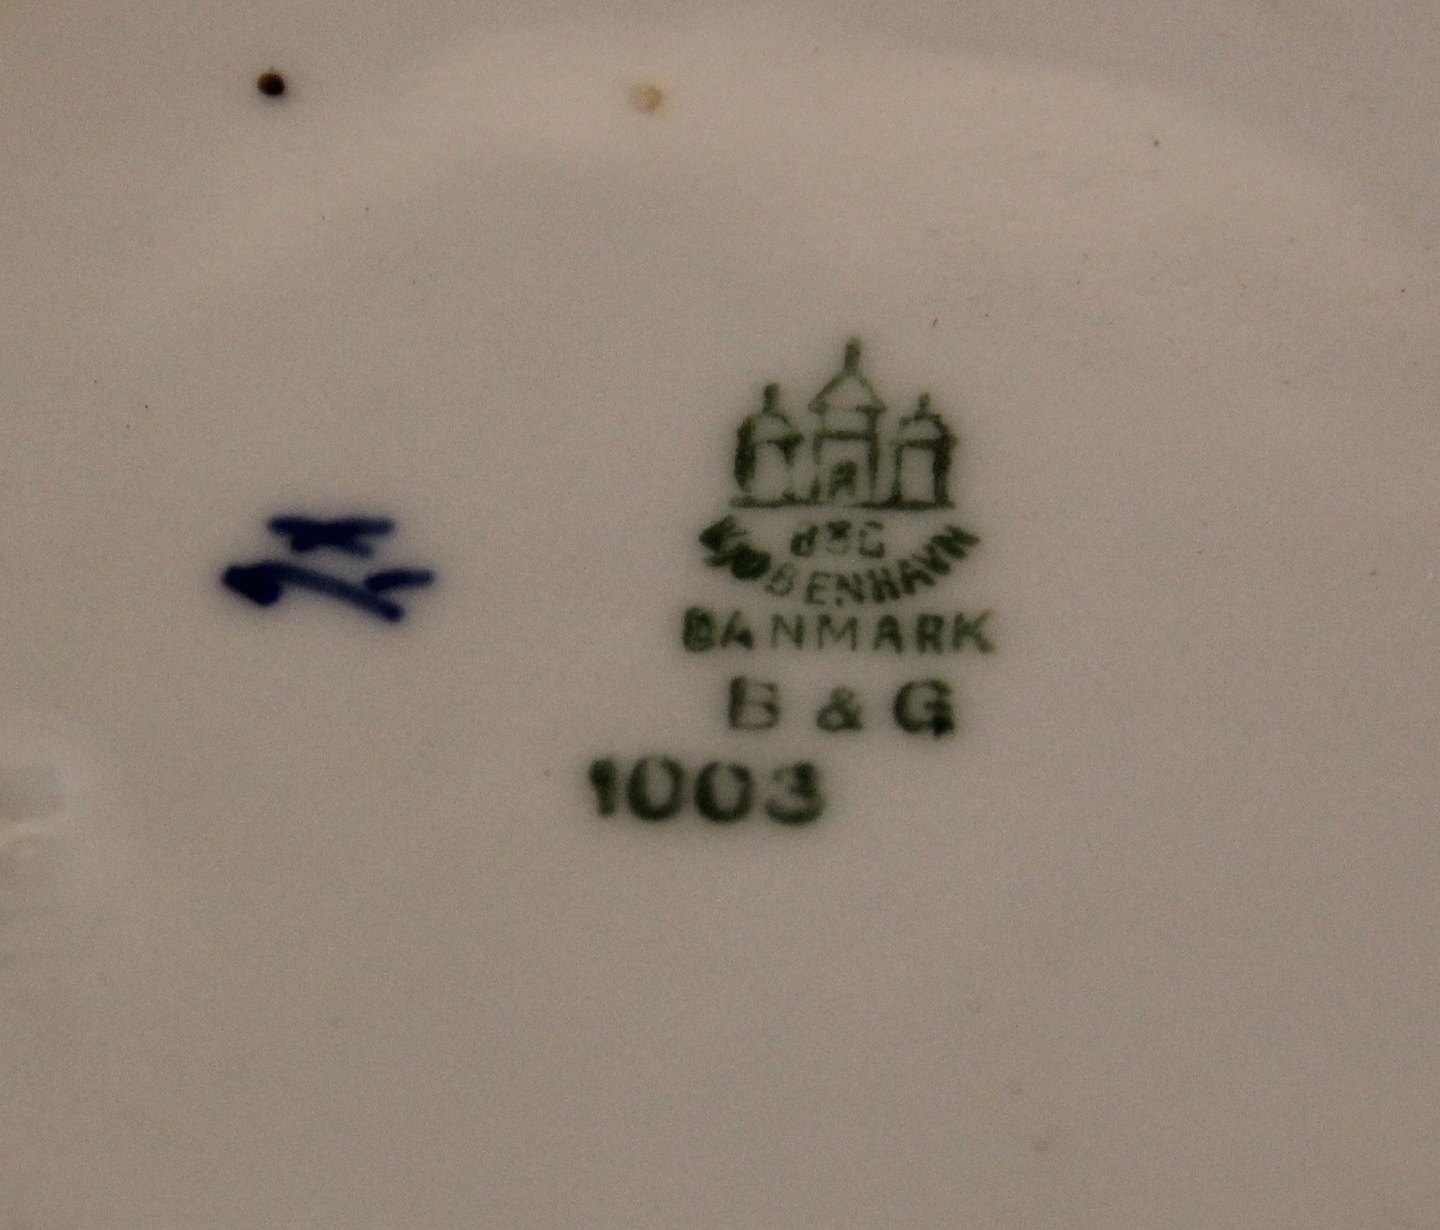 B&G
KJØBENHAVN
DANMARK
B & G
1003